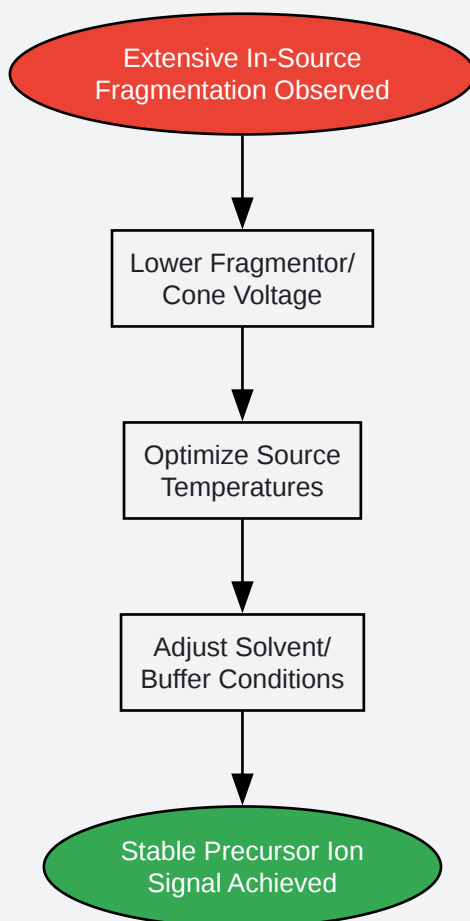 Extensive In-Source
Fragmentation Observed
Lower Fragmentor/
Cone Voltage
Optimize Source
Temperatures
Adjust Solvent/
Buffer Conditions
Stable Precursor Ion
Signal Achieved